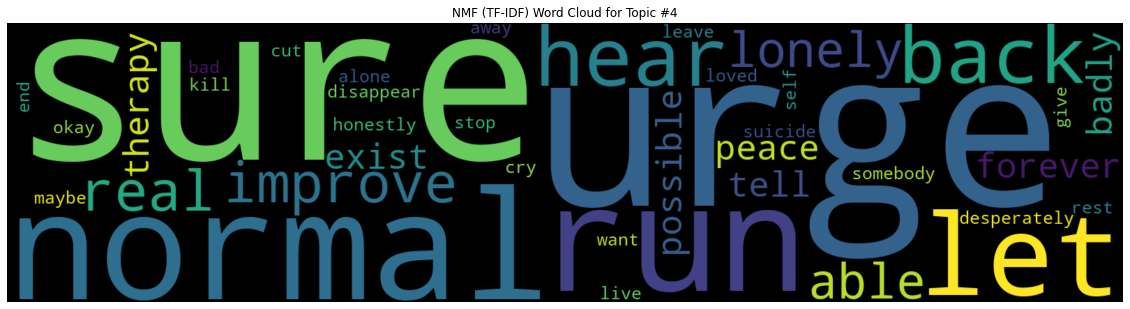 NMF (TF-IDF) Word Cloud for Topic #4
sure
urge
normal
run
let
hear
back
lonely
real
improve
able
therapy
exist
possible
peace
tell
forever
badly
away
leave
cut
bad
kill
alone
disappear
loved
self
give
end
okay
honestly
stop
suicide
cry
somebody
maybe
want
live
desperately
rest